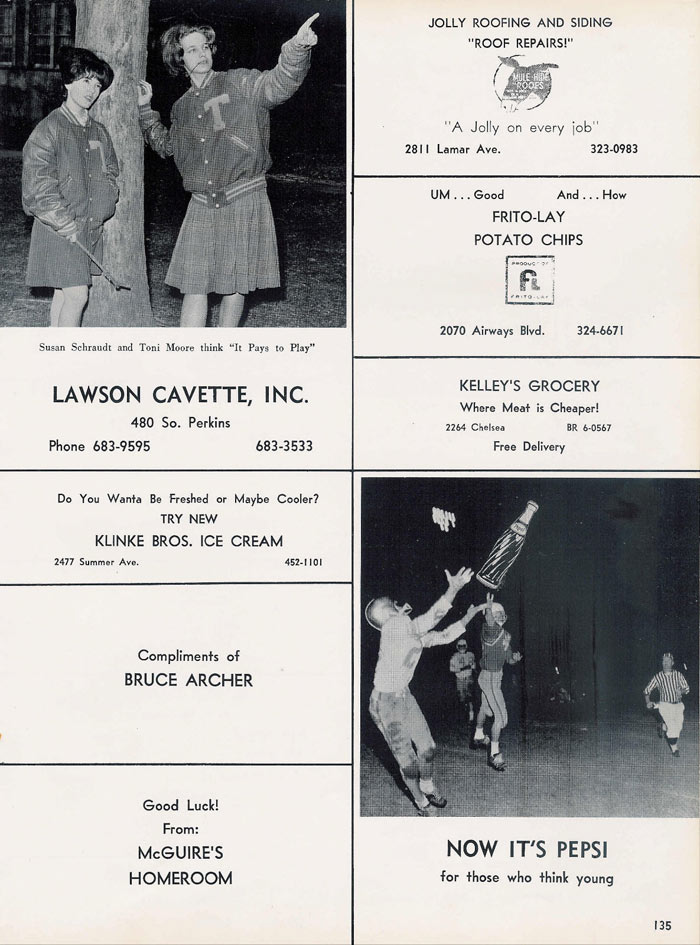 T
Susan Schraudt and Toni Moore think "It Pays to Play"
LAWSON CAVETTE, INC.
480 So. Perkins
Phone 683-9595 683-3533
Do You Wanta Be Freshed or Maybe Cooler?
TRY NEW
KLINKE BROS. ICE CREAM
2477 Summer Ave. 452-1101
Compliments of
BRUCE ARCHER
Good Luck!
From:
McGUIRE'S
HOMEROOM
JOLLY ROOFING AND SIDING
"ROOF REPAIRS!"
MULE-HIDE
ROOFS
"A Jolly on every job"
2811 Lamar Ave. 323-0983
UM . . . Good And . . . How
FRITO-LAY
POTATO CHIPS
PRODUCT OF
FL
FRITO-LAY
2070 Airways Blvd. 324-6671
KELLEY'S GROCERY
Where Meat is Cheaper!
2264 Chelsea BR 6-0567
Free Delivery
NOW IT'S PEPSI
for those who think young
135